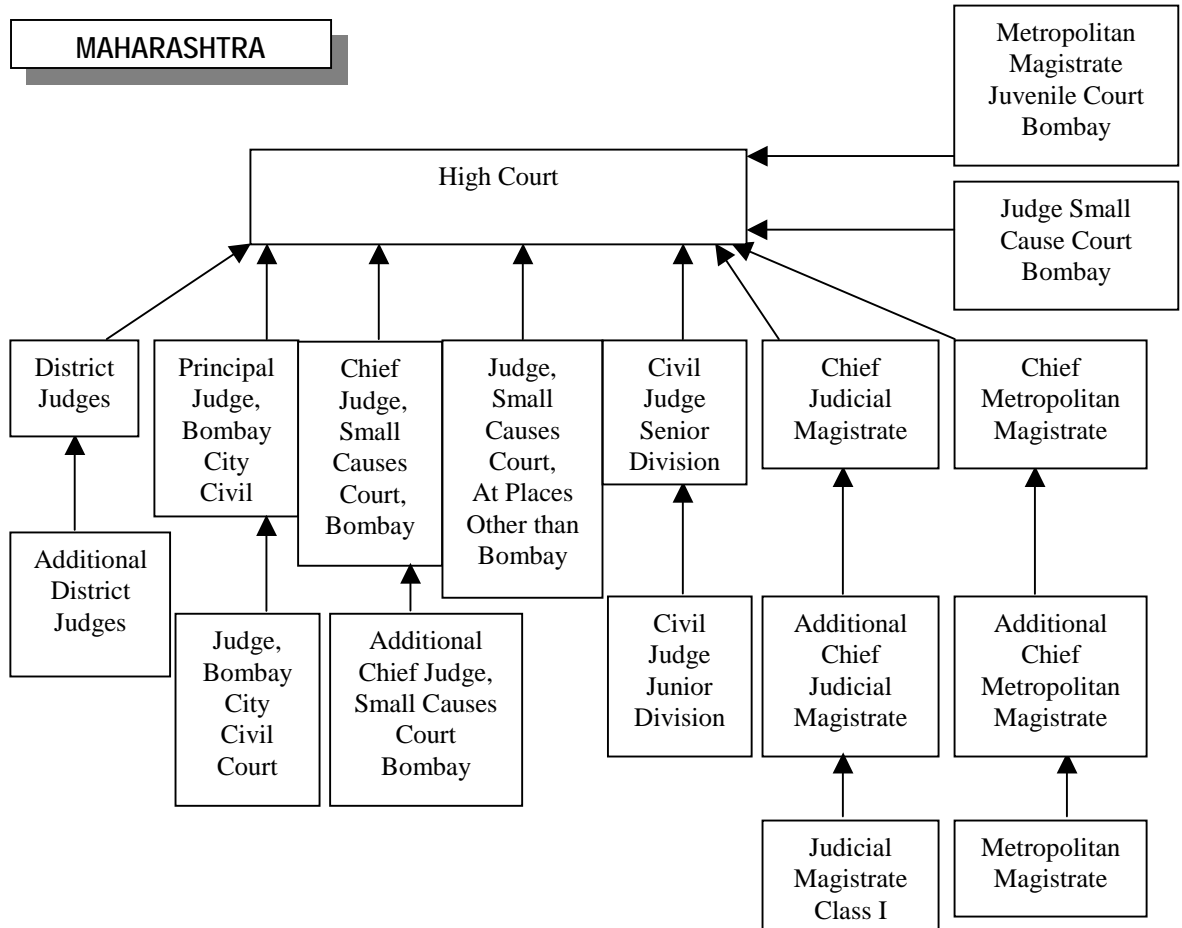 MAHARASHTRA
Metropolitan
Magistrate
Juvenile Court
Bombay
High Court
Judge Small
Cause Court
Bombay
District
Judges
Principal
Judge,
Bombay
City
Civil
Chief
Judge,
Small
Causes
Court,
Bombay
Judge,
Small
Causes
Court,
At Places
Other than
Bombay
Civil
Judge
Senior
Division
Chief
Judicial
Magistrate
Chief
Metropolitan
Magistrate
Additional
District
Judges
Judge,
Bombay
City
Civil
Court
Additional
Chief Judge,
Small Causes
Court
Bombay
Civil
Judge
Junior
Division
Additional
Chief
Judicial
Magistrate
Additional
Chief
Metropolitan
Magistrate
Judicial
Magistrate
Class I
Metropolitan
Magistrate